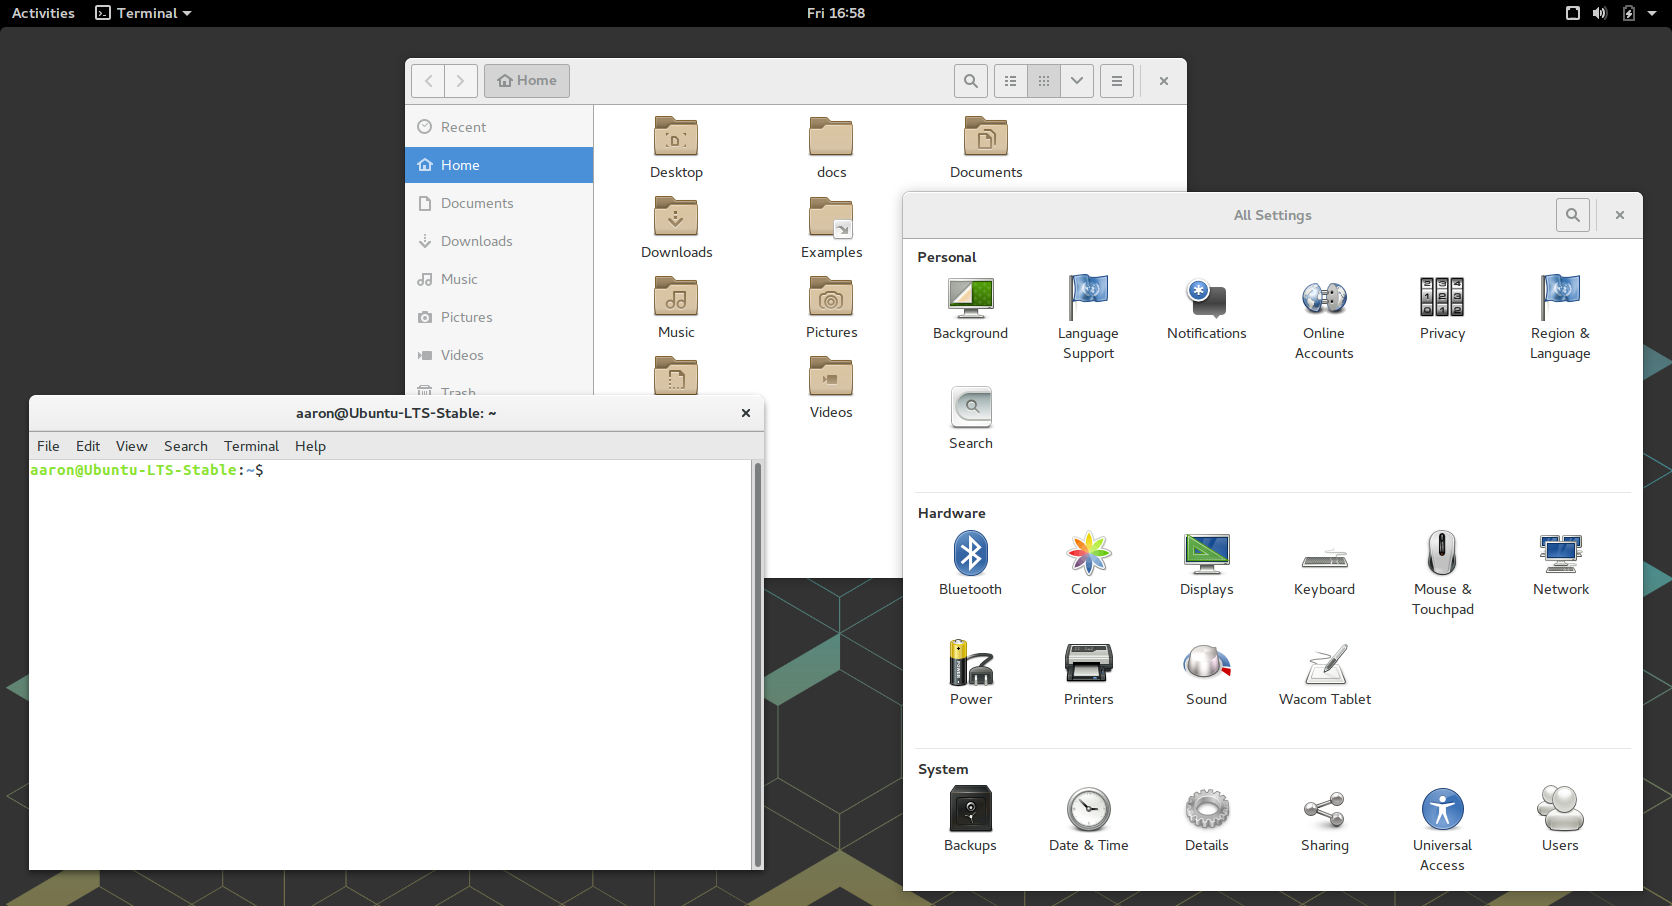 Activities Terminal Fri 16:58
Home
Recent
Home
Documents
Downloads
Music
Pictures
Videos
Trash
Desktop docs Documents
Downloads Examples
Music Pictures
Videos
All Settings
Personal
Background Language Support Notifications Online Accounts Privacy Region & Language
Search
Hardware
Bluetooth Color Displays Keyboard Mouse & Touchpad Network
Power Printers Sound Wacom Tablet
System
Backups Date & Time Details Sharing Universal Access Users
aaron@Ubuntu-LTS-Stable: ~
File Edit View Search Terminal Help
aaron@Ubuntu-LTS-Stable:~$